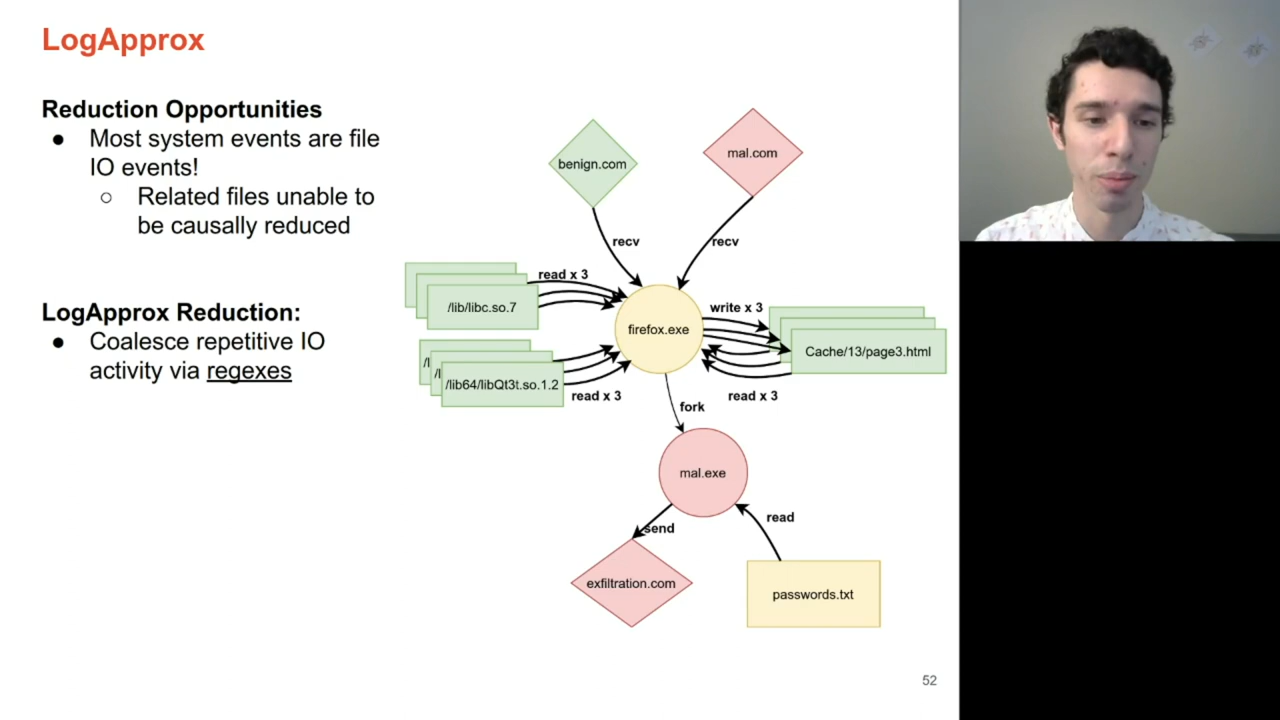 LogApprox
Reduction Opportunities
● Most system events are file
IO events!
○ Related files unable to
be causally reduced
LogApprox Reduction:
● Coalesce repetitive IO
activity via regexes
benign.com
mal.com
recv
recv
read x 3
/lib/libc.so.7
firefox.exe
write x 3
Cache/13/page3.html
/l
/l
/lib64/libQt3t.so.1.2
read x 3
read x 3
fork
mal.exe
send
read
exfiltration.com
passwords.txt
52